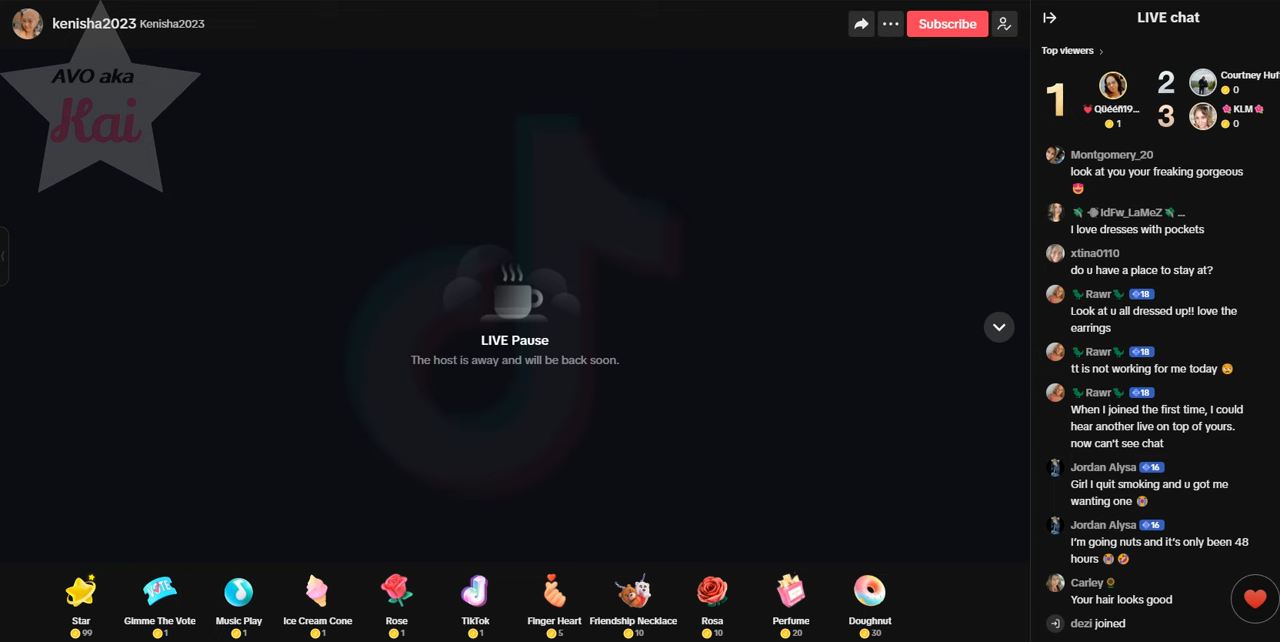 kenisha2023 Kenisha2023
Subscribe
AVO aka
Kai
LIVE Pause
The host is away and will be back soon.
Star
99
Gimme The Vote
1
Music Play
1
Ice Cream Cone
1
Rose
1
TikTok
1
Finger Heart
5
Friendship Necklace
10
Rosa
10
Perfume
20
Doughnut
30
LIVE chat
Top viewers
1
Qüééñ19...
1
2
Courtney Huf
0
3
KLM
0
Montgomery_20
look at you your freaking gorgeous
IdFw_LaMeZ ...
I love dresses with pockets
xtina0110
do u have a place to stay at?
Rawr 18
Look at u all dressed up!! love the
earrings
Rawr 18
tt is not working for me today
Rawr 18
When I joined the first time, I could
hear another live on top of yours.
now can't see chat
Jordan Alysa 16
Girl I quit smoking and u got me
wanting one
Jordan Alysa 16
I'm going nuts and it's only been 48
hours
Carley
Your hair looks good
dezi joined